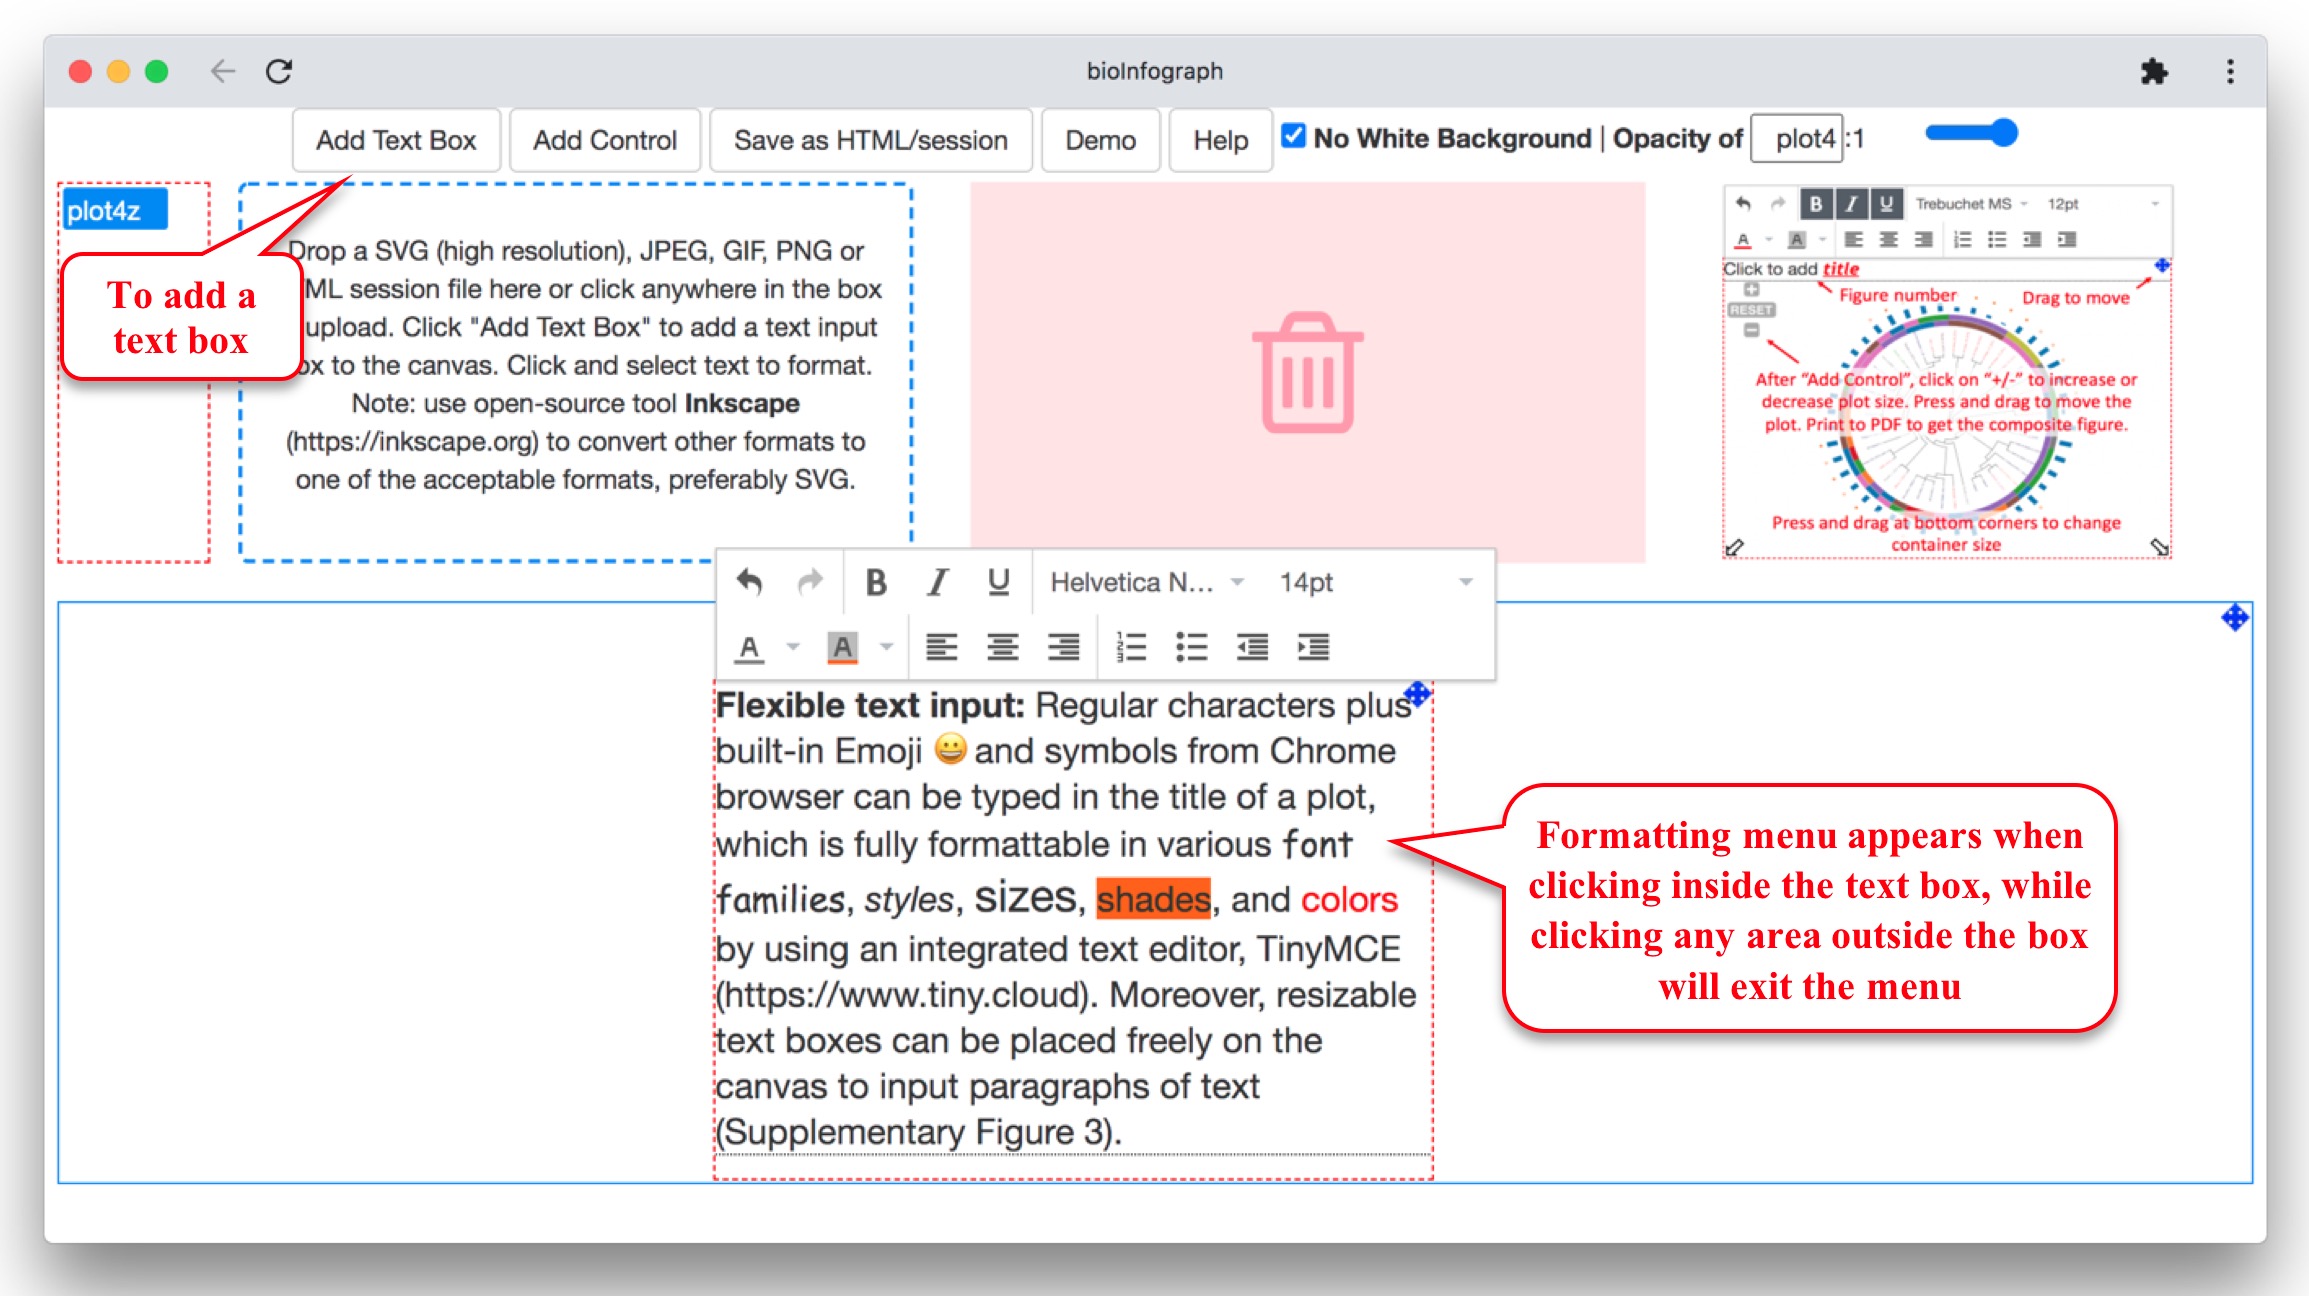 bioInfograph
Add Text Box
Add Control
Save as HTML/session
Demo
Help
No White Background | Opacity of plot4 :1
plot4z
To add a
text box
Drop a SVG (high resolution), JPEG, GIF, PNG or
ML session file here or click anywhere in the box
upload. Click "Add Text Box" to add a text input
ox to the canvas. Click and select text to format.
Note: use open-source tool Inkscape
(https://inkscape.org) to convert other formats to
one of the acceptable formats, preferably SVG.
B I U Trebuchet MS 12pt
A A
Click to add title
Figure number
Drag to move
RESET
After “Add Control”, click on “+/-” to increase or
decrease plot size. Press and drag to move the
plot. Print to PDF to get the composite figure.
Press and drag at bottom corners to change
container size
B I U Helvetica N... 14pt
A A
Flexible text input: Regular characters plus
built-in Emoji 😀 and symbols from Chrome
browser can be typed in the title of a plot,
which is fully formattable in various font
families, styles, sizes, shades, and colors
by using an integrated text editor, TinyMCE
(https://www.tiny.cloud). Moreover, resizable
text boxes can be placed freely on the
canvas to input paragraphs of text
(Supplementary Figure 3).
Formatting menu appears when
clicking inside the text box, while
clicking any area outside the box
will exit the menu